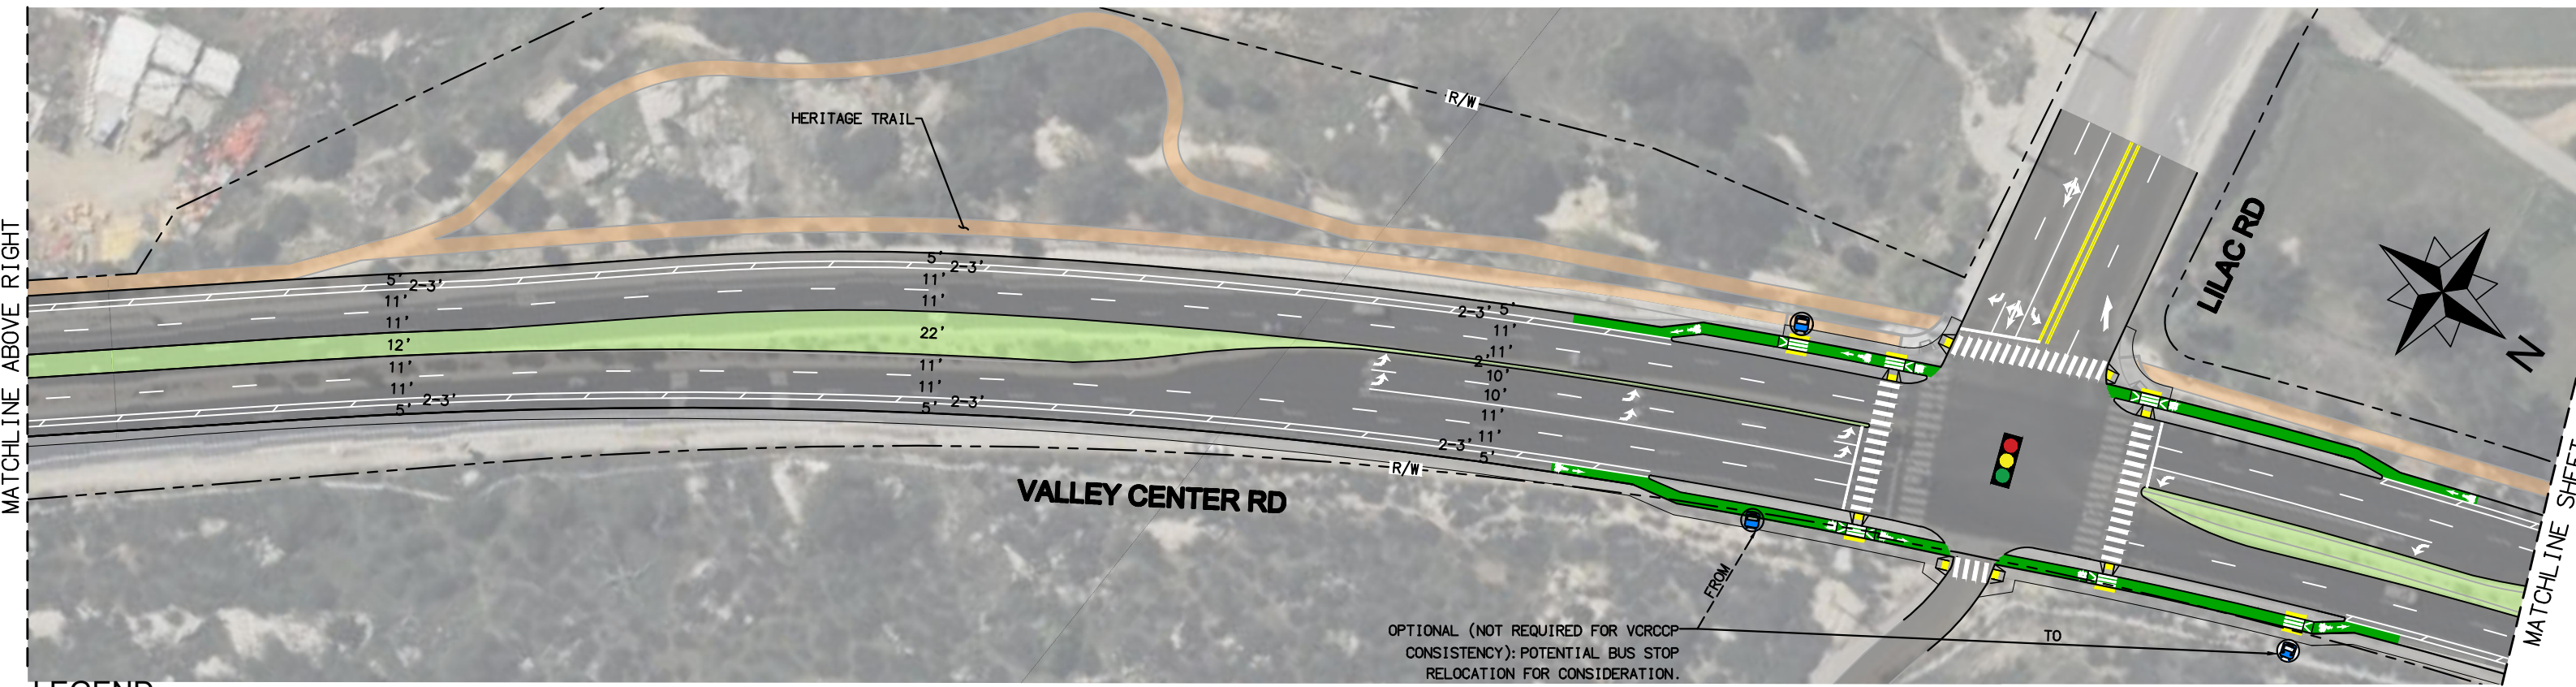 MATCHLINE ABOVE RIGHT
HERITAGE TRAIL
R/W
LILAC RD
N
5'
2-3'
11'
11'
12'
11'
11'
2-3'
5'
5'
2-3'
11'
11'
22'
11'
11'
2-3'
5'
2-3'
5'
11'
11'
2'
10'
10'
11'
11'
2-3'
5'
R/W
VALLEY CENTER RD
FROM
OPTIONAL (NOT REQUIRED FOR VCRCCP
CONSISTENCY): POTENTIAL BUS STOP
RELOCATION FOR CONSIDERATION.
TO
MATCHLINE SHEET
LEGEND